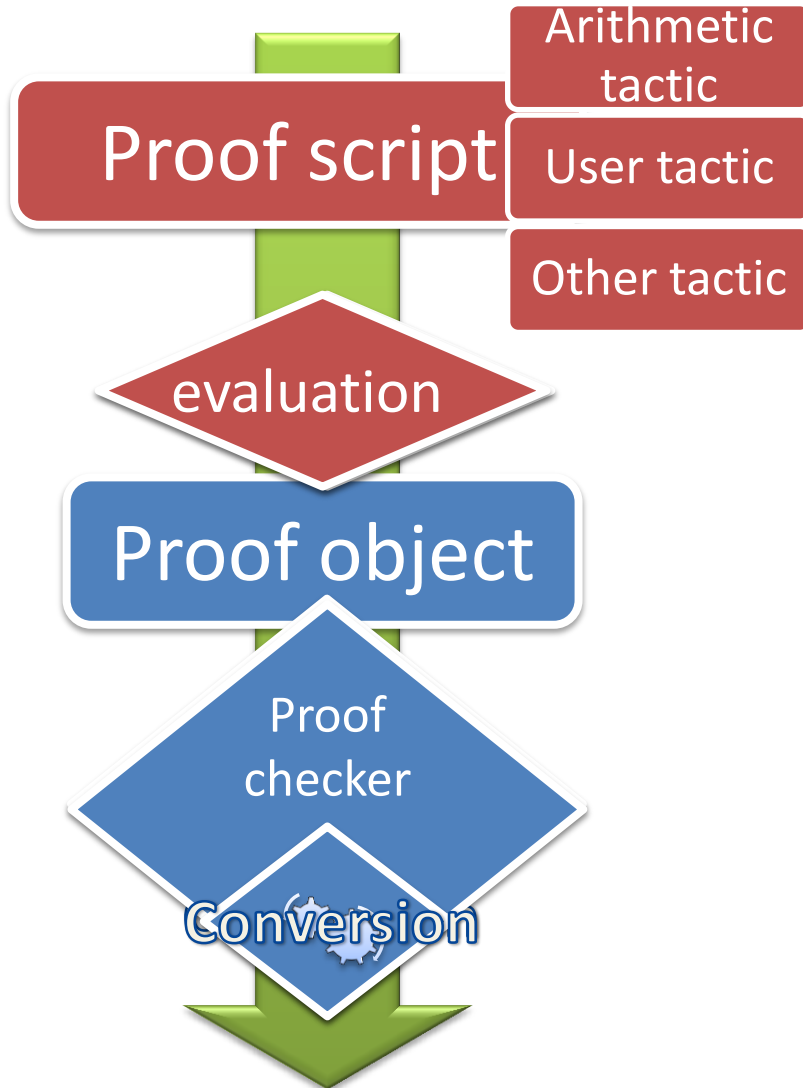 Arithmetic
tactic
Proof script
User tactic
Other tactic
evaluation
Proof object
Proof
checker
Conversion